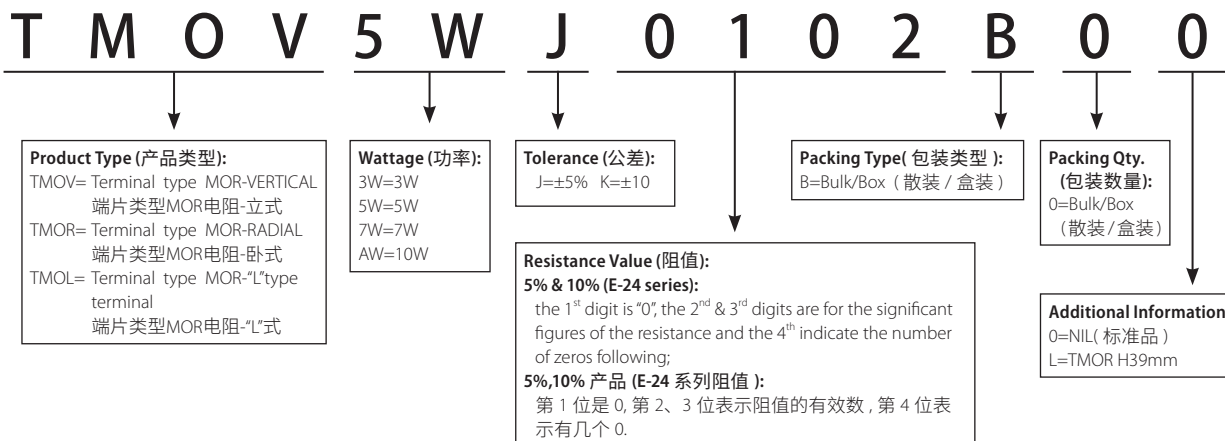 T M O V 5 W J 0 1 0 2 B 0 0
Product Type (产品类型):
TMOV= Terminal type MOR-VERTICAL
端片类型MOR电阻-立式
TMOR= Terminal type MOR-RADIAL
端片类型MOR电阻-卧式
TMOL= Terminal type MOR-“L”type
terminal
端片类型MOR电阻-“L”式
Wattage (功率):
3W=3W
5W=5W
7W=7W
AW=10W
Tolerance (公差):
J=±5% K=±10
Resistance Value (阻值):
5% & 10% (E-24 series):
the 1st digit is “0”, the 2nd & 3rd digits are for the significant
figures of the resistance and the 4th indicate the number
of zeros following;
5%,10% 产品 (E-24 系列阻值 ):
第 1 位是 0, 第 2、3 位表示阻值的有效数 , 第 4 位表
示有几个 0.
Packing Type( 包装类型 ):
B=Bulk/Box ( 散装 / 盒装 )
Packing Qty.
(包装数量):
0=Bulk/Box
(散装/盒装)
Additional Information
0=NIL( 标准品 )
L=TMOR H39mm